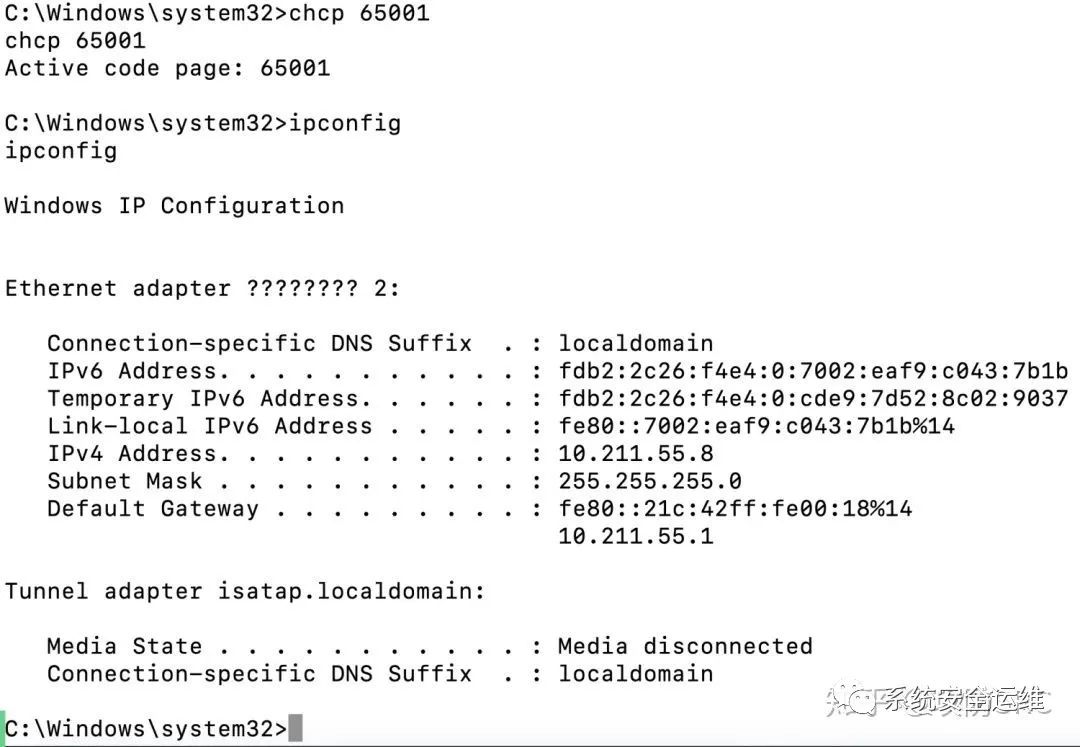 C:\Windows\system32>chcp 65001
chcp 65001
Active code page: 65001
C:\Windows\system32>ipconfig
ipconfig
Windows IP Configuration
Ethernet adapter ???????? 2:
Connection-specific DNS Suffix  . : localdomain
IPv6 Address. . . . . . . . . . . : fdb2:2c26:f4e4:0:7002:eaf9:c043:7b1b
Temporary IPv6 Address. . . . . . : fdb2:2c26:f4e4:0:cde9:7d52:8c02:9037
Link-local IPv6 Address . . . . . : fe80::7002:eaf9:c043:7b1b%14
IPv4 Address. . . . . . . . . . . : 10.211.55.8
Subnet Mask . . . . . . . . . . . : 255.255.255.0
Default Gateway . . . . . . . . . : fe80::21c:42ff:fe00:18%14
10.211.55.1
Tunnel adapter isatap.localdomain:
Media State . . . . . . . . . . . : Media disconnected
Connection-specific DNS Suffix  . : localdomain
系统安全运维
C:\Windows\system32>